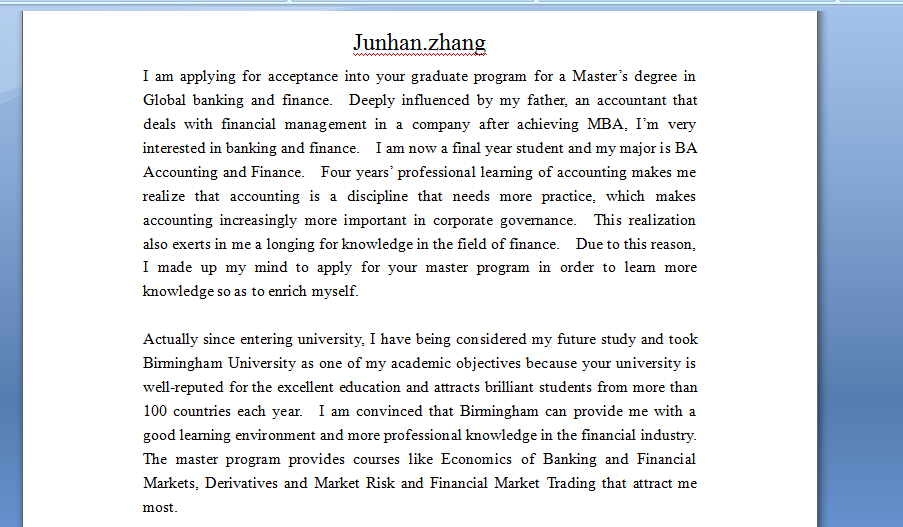 Junhan.zhang
I am applying for acceptance into your graduate program for a Master’s degree in
Global banking and finance. Deeply influenced by my father, an accountant that
deals with financial management in a company after achieving MBA, I’m very
interested in banking and finance. I am now a final year student and my major is BA
Accounting and Finance. Four years’ professional learning of accounting makes me
realize that accounting is a discipline that needs more practice, which makes
accounting increasingly more important in corporate governance. This realization
also exerts in me a longing for knowledge in the field of finance. Due to this reason,
I made up my mind to apply for your master program in order to learn more
knowledge so as to enrich myself.
Actually since entering university, I have being considered my future study and took
Birmingham University as one of my academic objectives because your university is
well-reputed for the excellent education and attracts brilliant students from more than
100 countries each year. I am convinced that Birmingham can provide me with a
good learning environment and more professional knowledge in the financial industry.
The master program provides courses like Economics of Banking and Financial
Markets, Derivatives and Market Risk and Financial Market Trading that attract me
most.